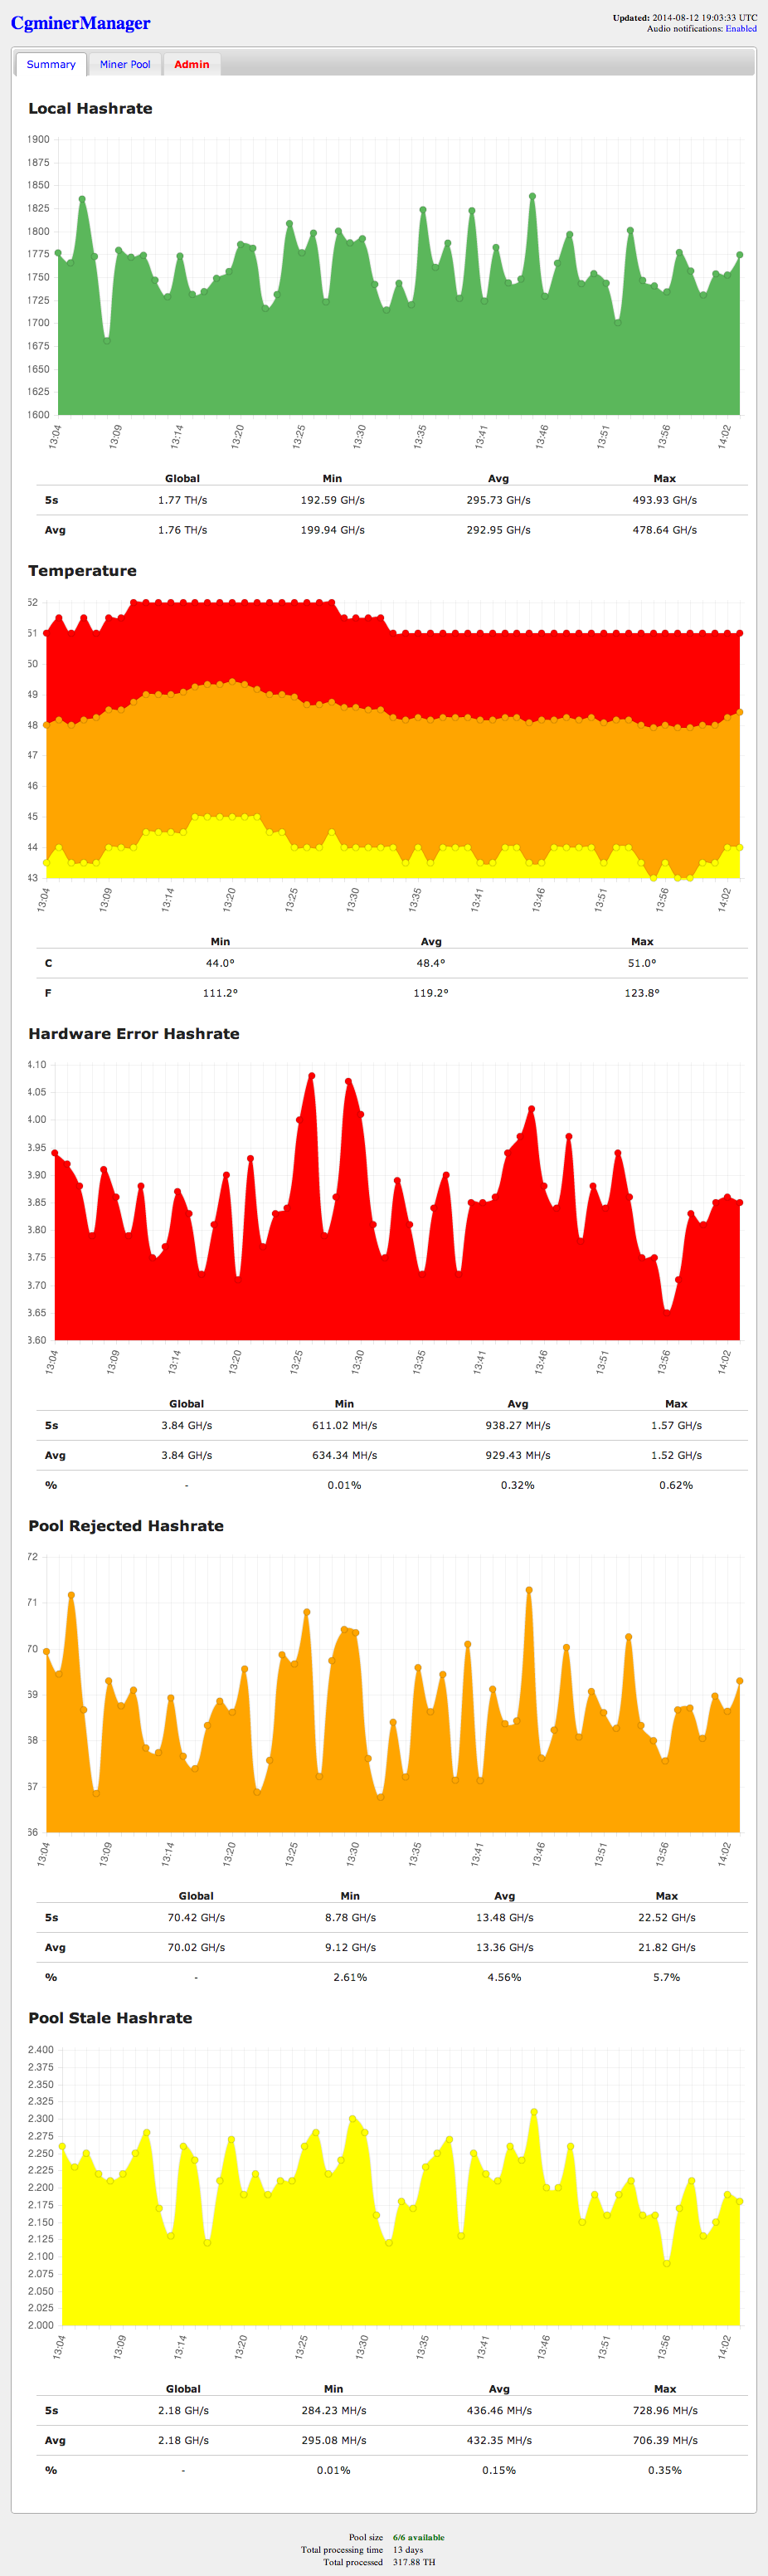 CgminerManager
Updated: 2014-08-12 19:03:33 UTC
Audio notifications: Enabled
Summary Miner Pool Admin
Local Hashrate
1900
1875
1850
1825
1800
1775
1750
1725
1700
1675
1650
1625
1600
13:04 13:09 13:14 13:20 13:25 13:30 13:35 13:41 13:46 13:51 13:56 14:02
Global Min Avg Max
5s 1.77 TH/s 192.59 GH/s 295.73 GH/s 493.93 GH/s
Avg 1.76 TH/s 199.94 GH/s 292.95 GH/s 478.64 GH/s
Temperature
52
51
50
49
48
47
46
45
44
43
13:04 13:09 13:14 13:20 13:25 13:30 13:35 13:41 13:46 13:51 13:56 14:02
Min Avg Max
C 44.0º 48.4º 51.0º
F 111.2º 119.2º 123.8º
Hardware Error Hashrate
4.10
4.05
4.00
3.95
3.90
3.85
3.80
3.75
3.70
3.65
3.60
13:04 13:09 13:14 13:20 13:25 13:30 13:35 13:41 13:46 13:51 13:56 14:02
Global Min Avg Max
5s 3.84 GH/s 611.02 MH/s 938.27 MH/s 1.57 GH/s
Avg 3.84 GH/s 634.34 MH/s 929.43 MH/s 1.52 GH/s
% - 0.01% 0.32% 0.62%
Pool Rejected Hashrate
72
71
70
69
68
67
66
13:04 13:09 13:14 13:20 13:25 13:30 13:35 13:41 13:46 13:51 13:56 14:02
Global Min Avg Max
5s 70.42 GH/s 8.78 GH/s 13.48 GH/s 22.52 GH/s
Avg 70.02 GH/s 9.12 GH/s 13.36 GH/s 21.82 GH/s
% - 2.61% 4.56% 5.7%
Pool Stale Hashrate
2.400
2.375
2.350
2.325
2.300
2.275
2.250
2.225
2.200
2.175
2.150
2.125
2.100
2.075
2.050
2.025
2.000
13:04 13:09 13:14 13:20 13:25 13:30 13:35 13:41 13:46 13:51 13:56 14:02
Global Min Avg Max
5s 2.18 GH/s 284.23 MH/s 436.46 MH/s 728.96 MH/s
Avg 2.18 GH/s 295.08 MH/s 432.35 MH/s 706.39 MH/s
% - 0.01% 0.15% 0.35%
Pool size 6/6 available
Total processing time 13 days
Total processed 317.88 TH